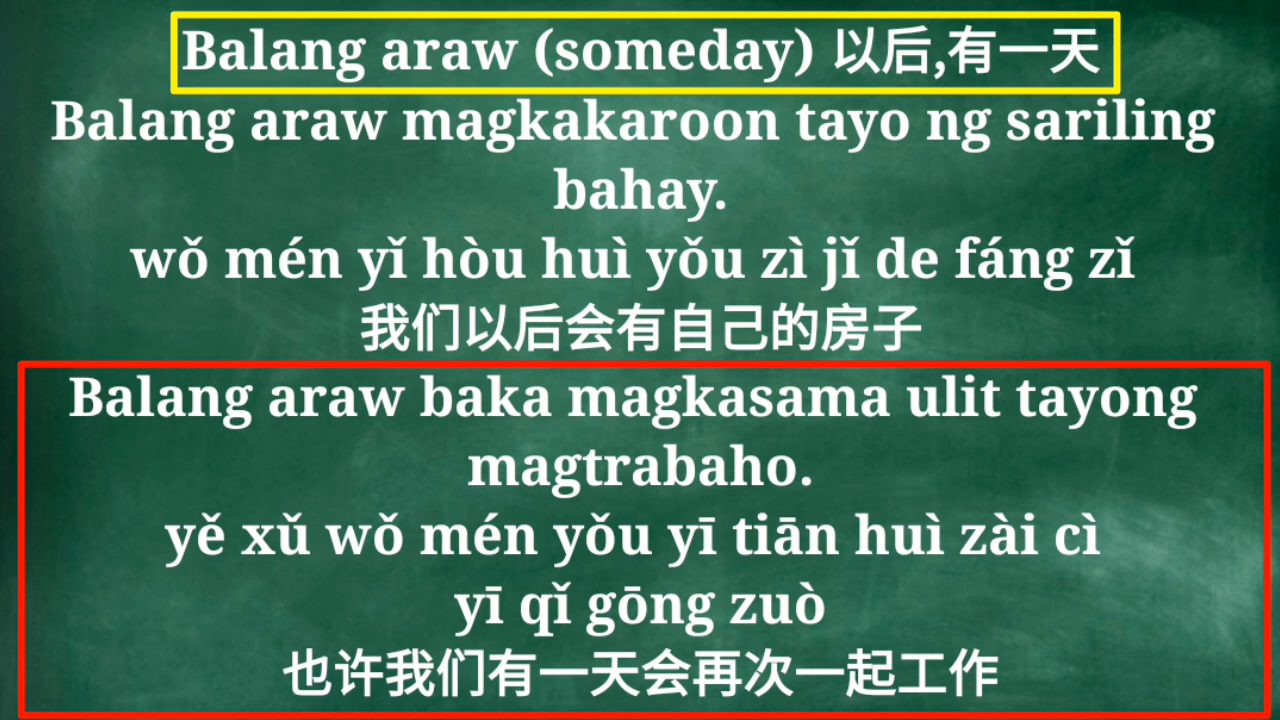 Balang araw (someday) 以后,有一天
Balang araw magkakaroon tayo ng sariling
bahay.
wǒ mén yǐ hòu huì yǒu zì jǐ de fáng zǐ
我们以后会有自己的房子
Balang araw baka magkasama ulit tayong
magtrabaho.
yě xǔ wǒ mén yǒu yī tiān huì zài cì
yī qǐ gōng zuò
也许我们有一天会再次一起工作